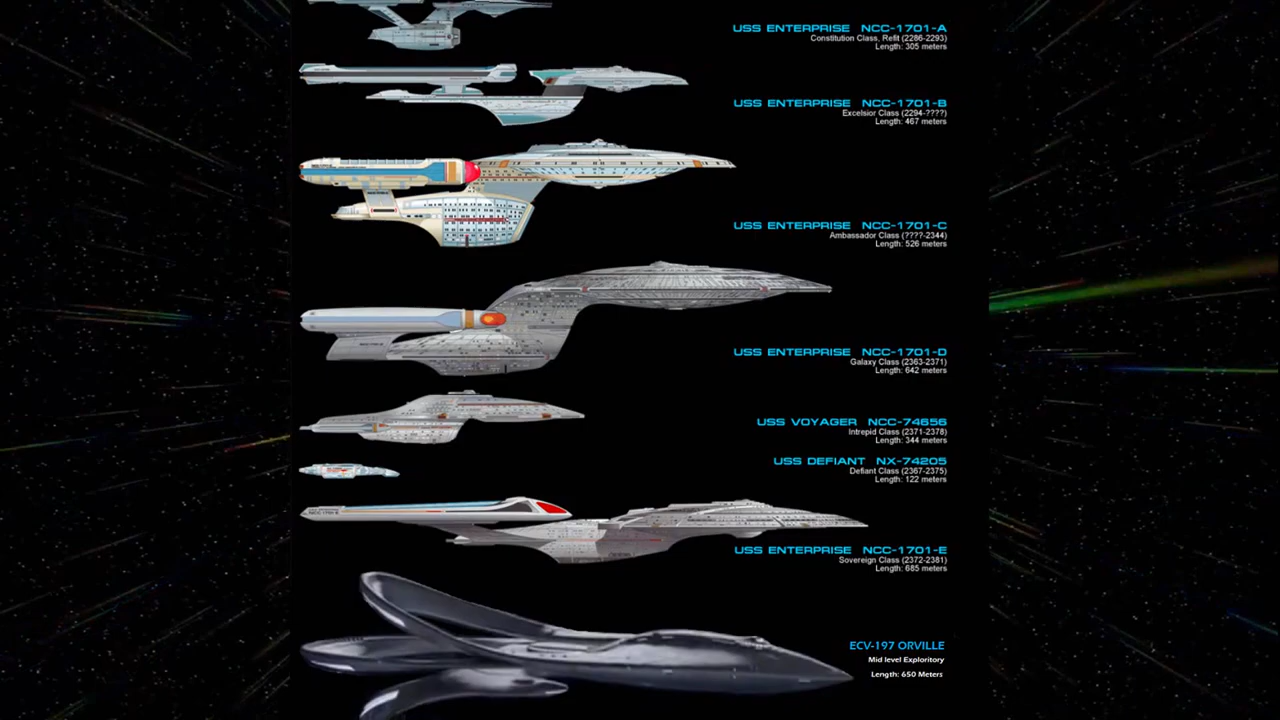 USS ENTERPRISE NCC-1701-A
Constitution Class, Refit (2286-2293)
Length: 305 meters
USS ENTERPRISE NCC-1701-B
Excelsior Class (2294-????)
Length: 467 meters
USS ENTERPRISE NCC-1701-C
Ambassador Class (????-2344)
Length: 526 meters
USS ENTERPRISE NCC-1701-D
Galaxy Class (2363-2371)
Length: 642 meters
USS VOYAGER NCC-74656
Intrepid Class (2371-2378)
Length: 344 meters
USS DEFIANT NX-74205
Defiant Class (2367-2375)
Length: 122 meters
NCC 1701 E
USS ENTERPRISE NCC-1701-E
Sovereign Class (2372-2381)
Length: 685 meters
ECV-197 ORVILLE
Mid level Exploritory
Length: 650 Meters